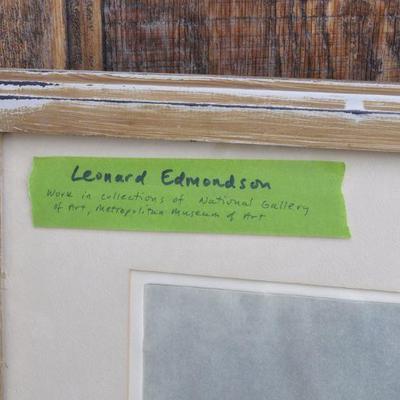 Leonard Edmondson
Work in collections of National Gallery
of Art, Metropolitan Museum of Art